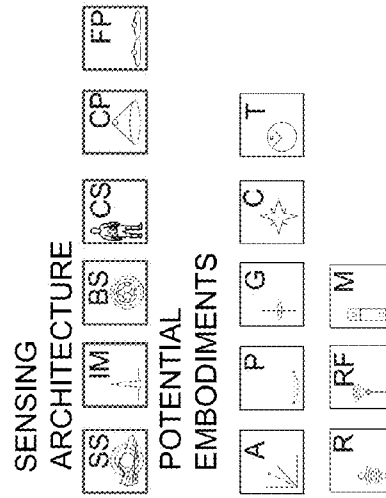 SENSING
ARCHITECTURE
SS IM BS CS CP FP
POTENTIAL
EMBODIMENTS
A P G C T
R RF M